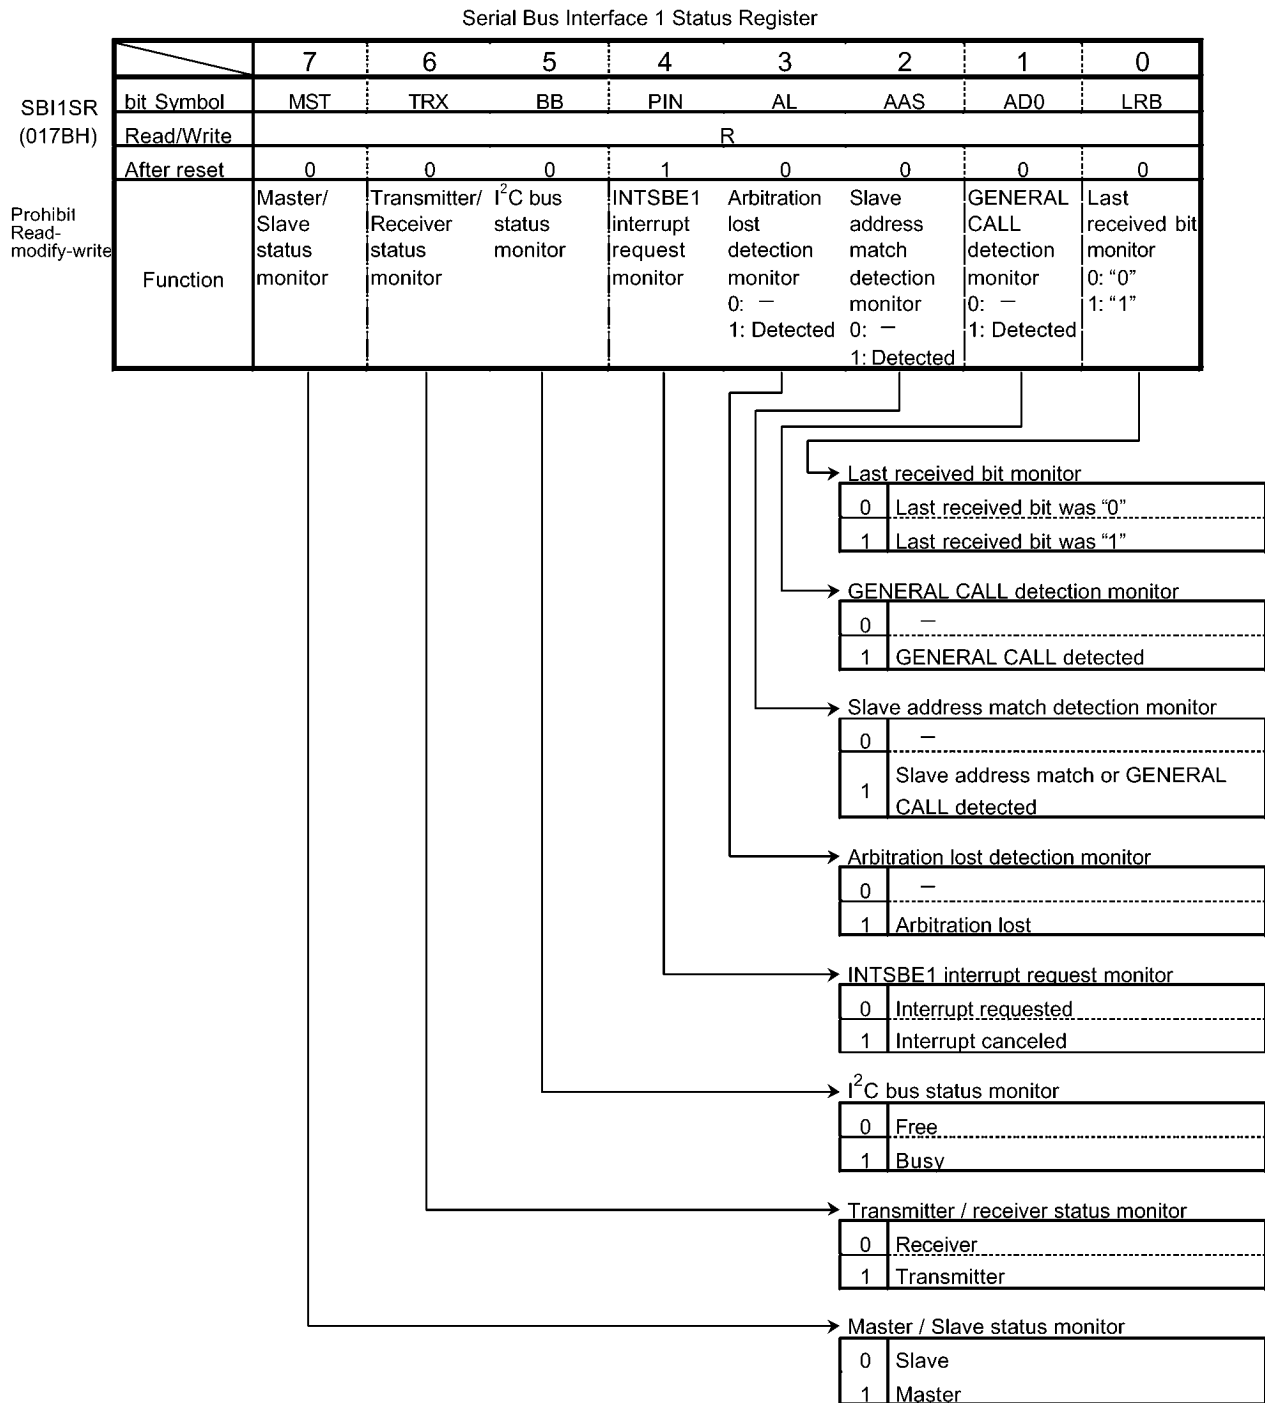 Serial Bus Interface 1 Status Register
7 6 5 4 3 2 1 0
SBI1SR
(017BH)
bit Symbol MST TRX BB PIN AL AAS AD0 LRB
Read/Write R
After reset 0 0 0 1 0 0 0 0
Prohibit
Read-
modify-write
Function
Master/
Slave
status
monitor
Transmitter/
Receiver
status
monitor
I²C bus
status
monitor
INTSBE1
interrupt
request
monitor
Arbitration
lost
detection
monitor
0: —
1: Detected
Slave
address
match
detection
monitor
0: —
1: Detected
GENERAL
CALL
detection
monitor
0: —
1: Detected
Last
received bit
monitor
0: “0”
1: “1”
Last received bit monitor
0 Last received bit was “0”
1 Last received bit was “1”
GENERAL CALL detection monitor
0 —
1 GENERAL CALL detected
Slave address match detection monitor
0 —
1 Slave address match or GENERAL
CALL detected
Arbitration lost detection monitor
0 —
1 Arbitration lost
INTSBE1 interrupt request monitor
0 Interrupt requested
1 Interrupt canceled
I²C bus status monitor
0 Free
1 Busy
Transmitter / receiver status monitor
0 Receiver
1 Transmitter
Master / Slave status monitor
0 Slave
1 Master